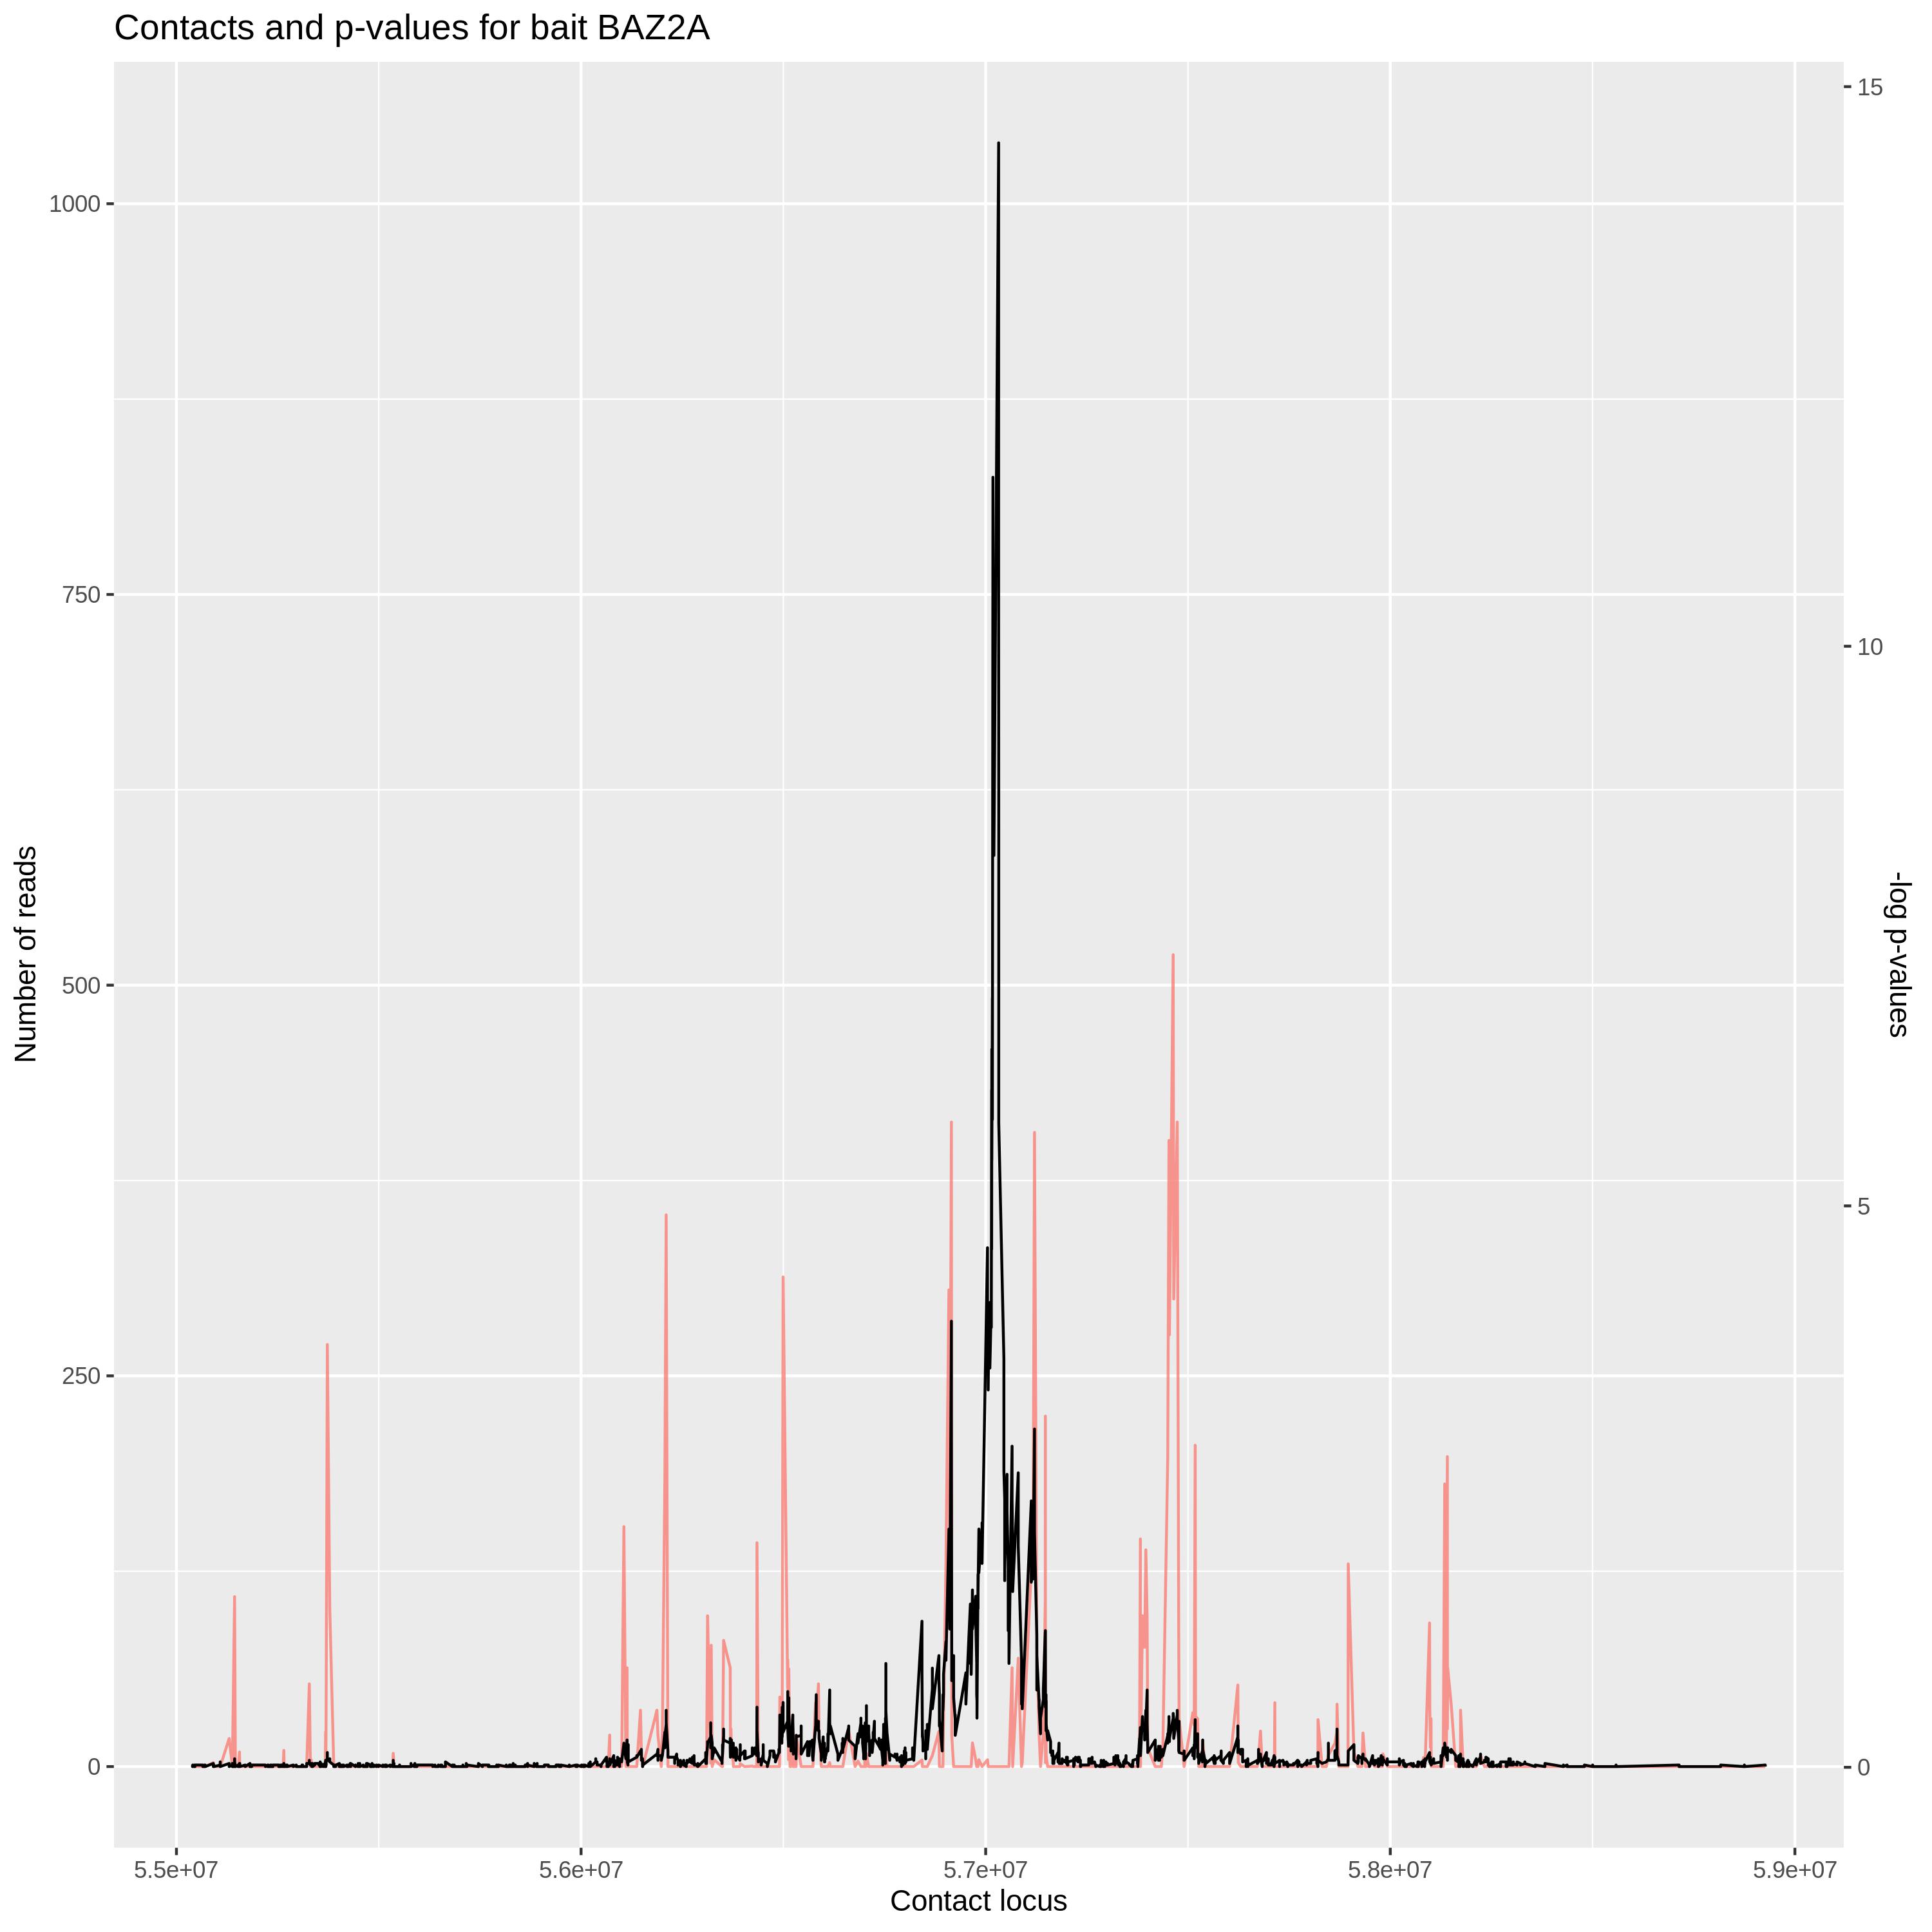 Contacts and p-values for bait BAZ2A
15
1000
750
10
Number of reads
-log p-values
500
5
250
0
0
5.5e+07
5.6e+07
5.7e+07
5.8e+07
5.9e+07
Contact locus